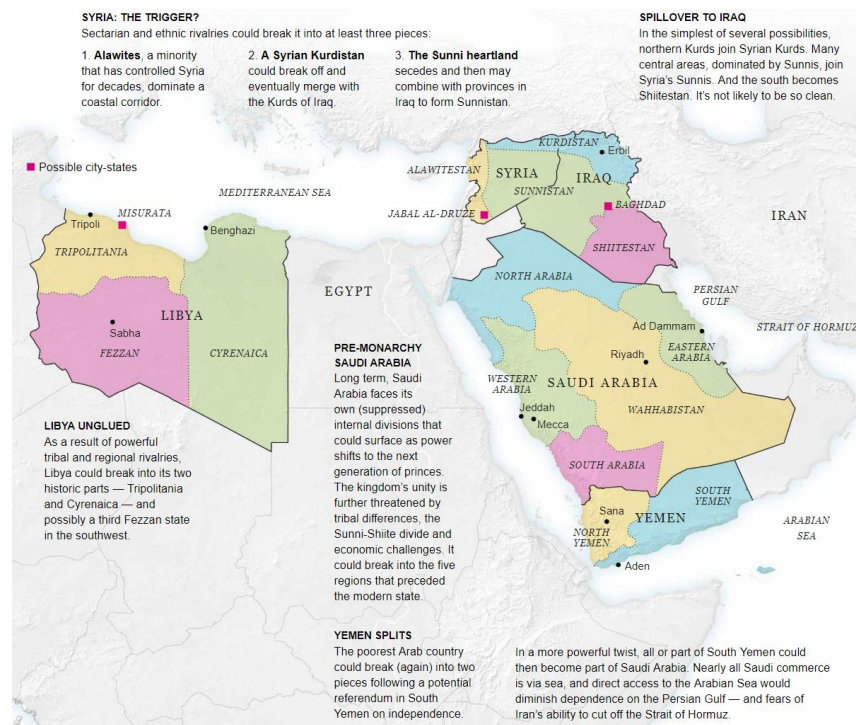 SYRIA: THE TRIGGER?
Sectarian and ethnic rivalries could break it into at least three pieces:
1. Alawites, a minority
that has controlled Syria
for decades, dominate a
coastal corridor.
2. A Syrian Kurdistan
could break off and
eventually merge with
the Kurds of Iraq.
3. The Sunni heartland
secedes and then may
combine with provinces in
Iraq to form Sunnistan.
SPILLOVER TO IRAQ
In the simplest of several possibilities,
northern Kurds join Syrian Kurds. Many
central areas, dominated by Sunnis, join
Syria's Sunnis. And the south becomes
Shiitestan. It's not likely to be so clean.
Possible city-states
MEDITERRANEAN SEA
KURDISTAN
Erbil
ALAWITESTAN
SYRIA
IRAQ
SUNNISTAN
JABAL AL-DRUZE
BAGHDAD
SHIITESTAN
IRAN
MISURATA
Tripoli
Benghazi
TRIPOLITANIA
LIBYA
Sabha
FEZZAN
CYRENAICA
EGYPT
NORTH ARABIA
PERSIAN
GULF
STRAIT OF HORMUZ
Ad Dammam
EASTERN
ARABIA
Riyadh
WESTERN
ARABIA
SAUDI ARABIA
WAHHABISTAN
Jeddah
Mecca
SOUTH ARABIA
SOUTH
YEMEN
Sana
YEMEN
NORTH
YEMEN
Aden
ARABIAN
SEA
LIBYA UNGLUED
As a result of powerful
tribal and regional rivalries,
Libya could break into its two
historic parts — Tripolitania
and Cyrenaica — and
possibly a third Fezzan state
in the southwest.
PRE-MONARCHY
SAUDI ARABIA
Long term, Saudi
Arabia faces its
own (suppressed)
internal divisions that
could surface as power
shifts to the next
generation of princes.
The kingdom's unity is
further threatened by
tribal differences, the
Sunni-Shiite divide and
economic challenges. It
could break into the five
regions that preceded
the modern state.
YEMEN SPLITS
The poorest Arab country
could break (again) into two
pieces following a potential
referendum in South
Yemen on independence.
In a more powerful twist, all or part of South Yemen could
then become part of Saudi Arabia. Nearly all Saudi commerce
is via sea, and direct access to the Arabian Sea would
diminish dependence on the Persian Gulf — and fears of
Iran's ability to cut off the Strait of Hormuz.